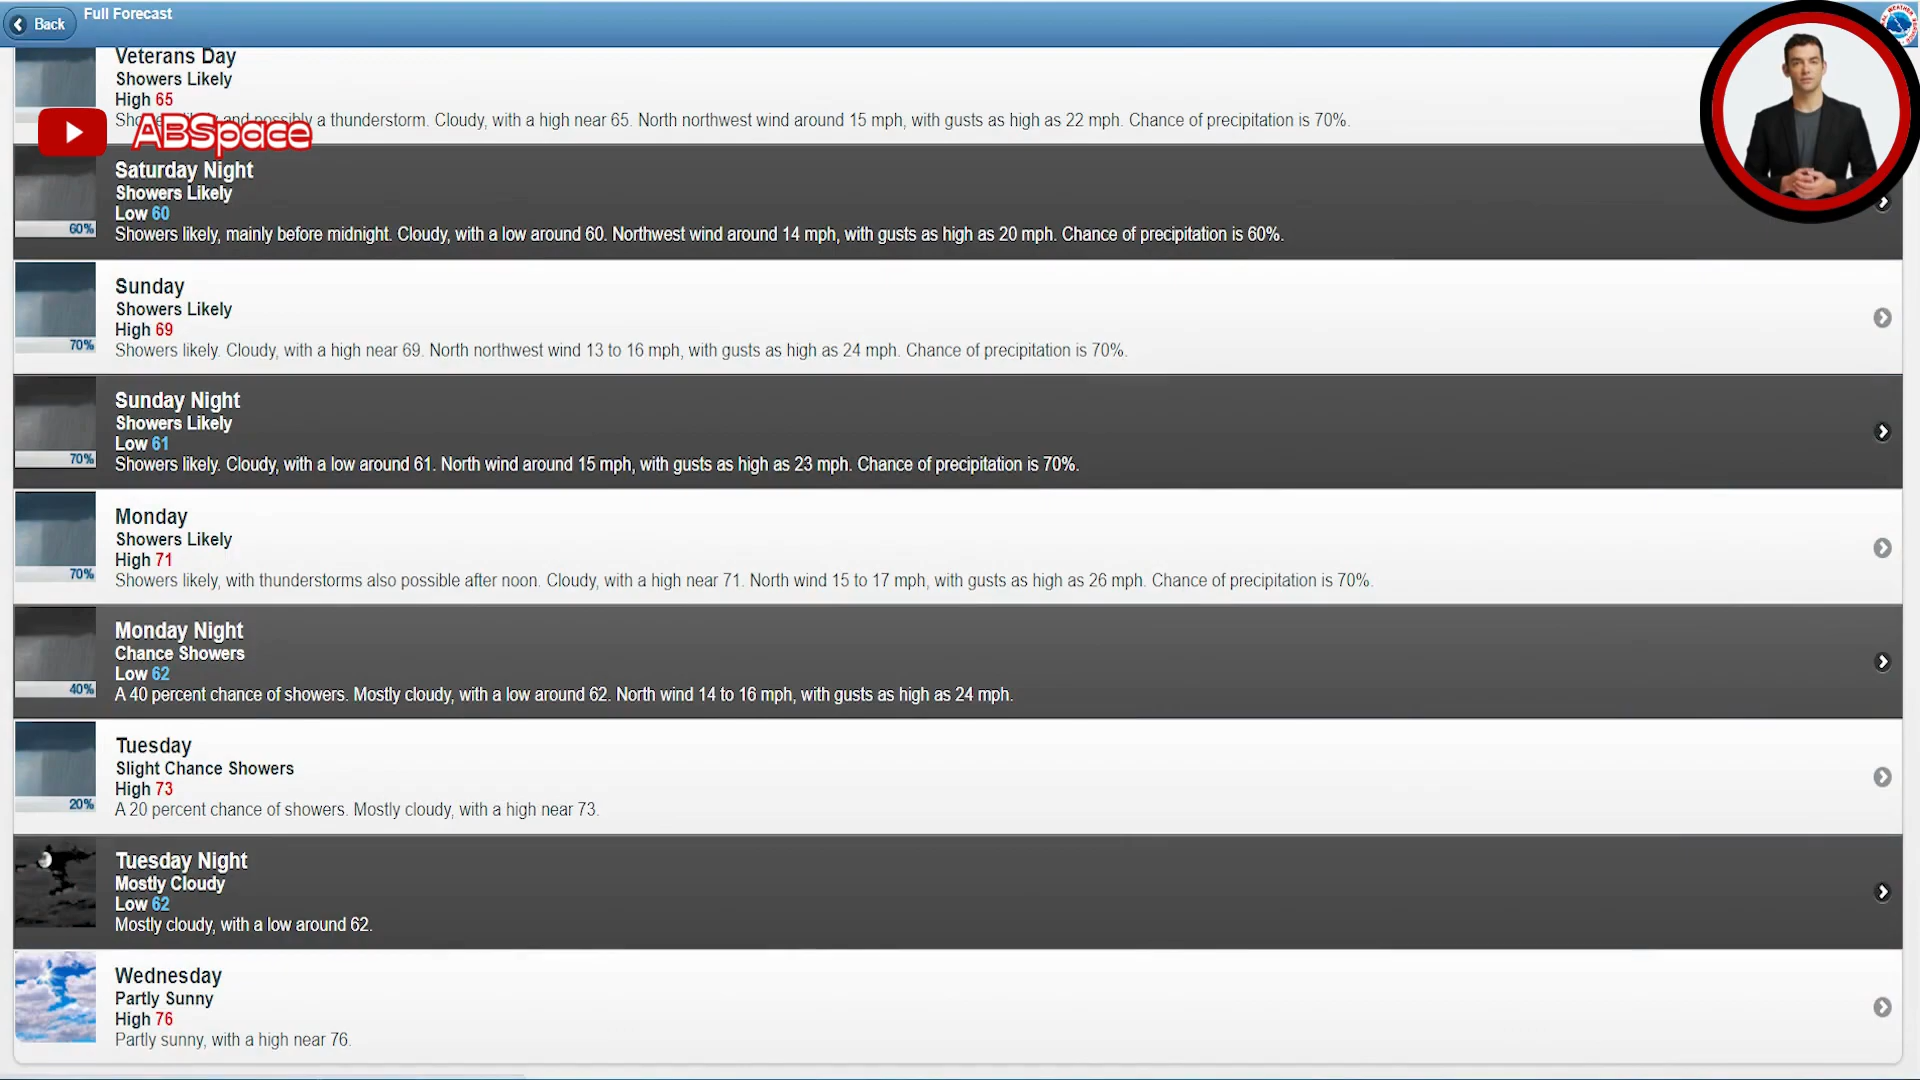 Back
Full Forecast
Veterans Day
Showers Likely
High 65
and possibly a thunderstorm. Cloudy, with a high near 65. North northwest wind around 15 mph, with gusts as high as 22 mph. Chance of precipitation is 70%.
ABSpace
Saturday Night
Showers Likely
Low 60
60%
Showers likely, mainly before midnight. Cloudy, with a low around 60. Northwest wind around 14 mph, with gusts as high as 20 mph. Chance of precipitation is 60%.
Sunday
Showers Likely
High 69
70%
Showers likely. Cloudy, with a high near 69. North northwest wind 13 to 16 mph, with gusts as high as 24 mph. Chance of precipitation is 70%.
Sunday Night
Showers Likely
Low 61
70%
Showers likely. Cloudy, with a low around 61. North wind around 15 mph, with gusts as high as 23 mph. Chance of precipitation is 70%.
Monday
Showers Likely
High 71
70%
Showers likely, with thunderstorms also possible after noon. Cloudy, with a high near 71. North wind 15 to 17 mph, with gusts as high as 26 mph. Chance of precipitation is 70%.
Monday Night
Chance Showers
Low 62
40%
A 40 percent chance of showers. Mostly cloudy, with a low around 62. North wind 14 to 16 mph, with gusts as high as 24 mph.
Tuesday
Slight Chance Showers
High 73
20%
A 20 percent chance of showers. Mostly cloudy, with a high near 73.
Tuesday Night
Mostly Cloudy
Low 62
Mostly cloudy, with a low around 62.
Wednesday
Partly Sunny
High 76
Partly sunny, with a high near 76.